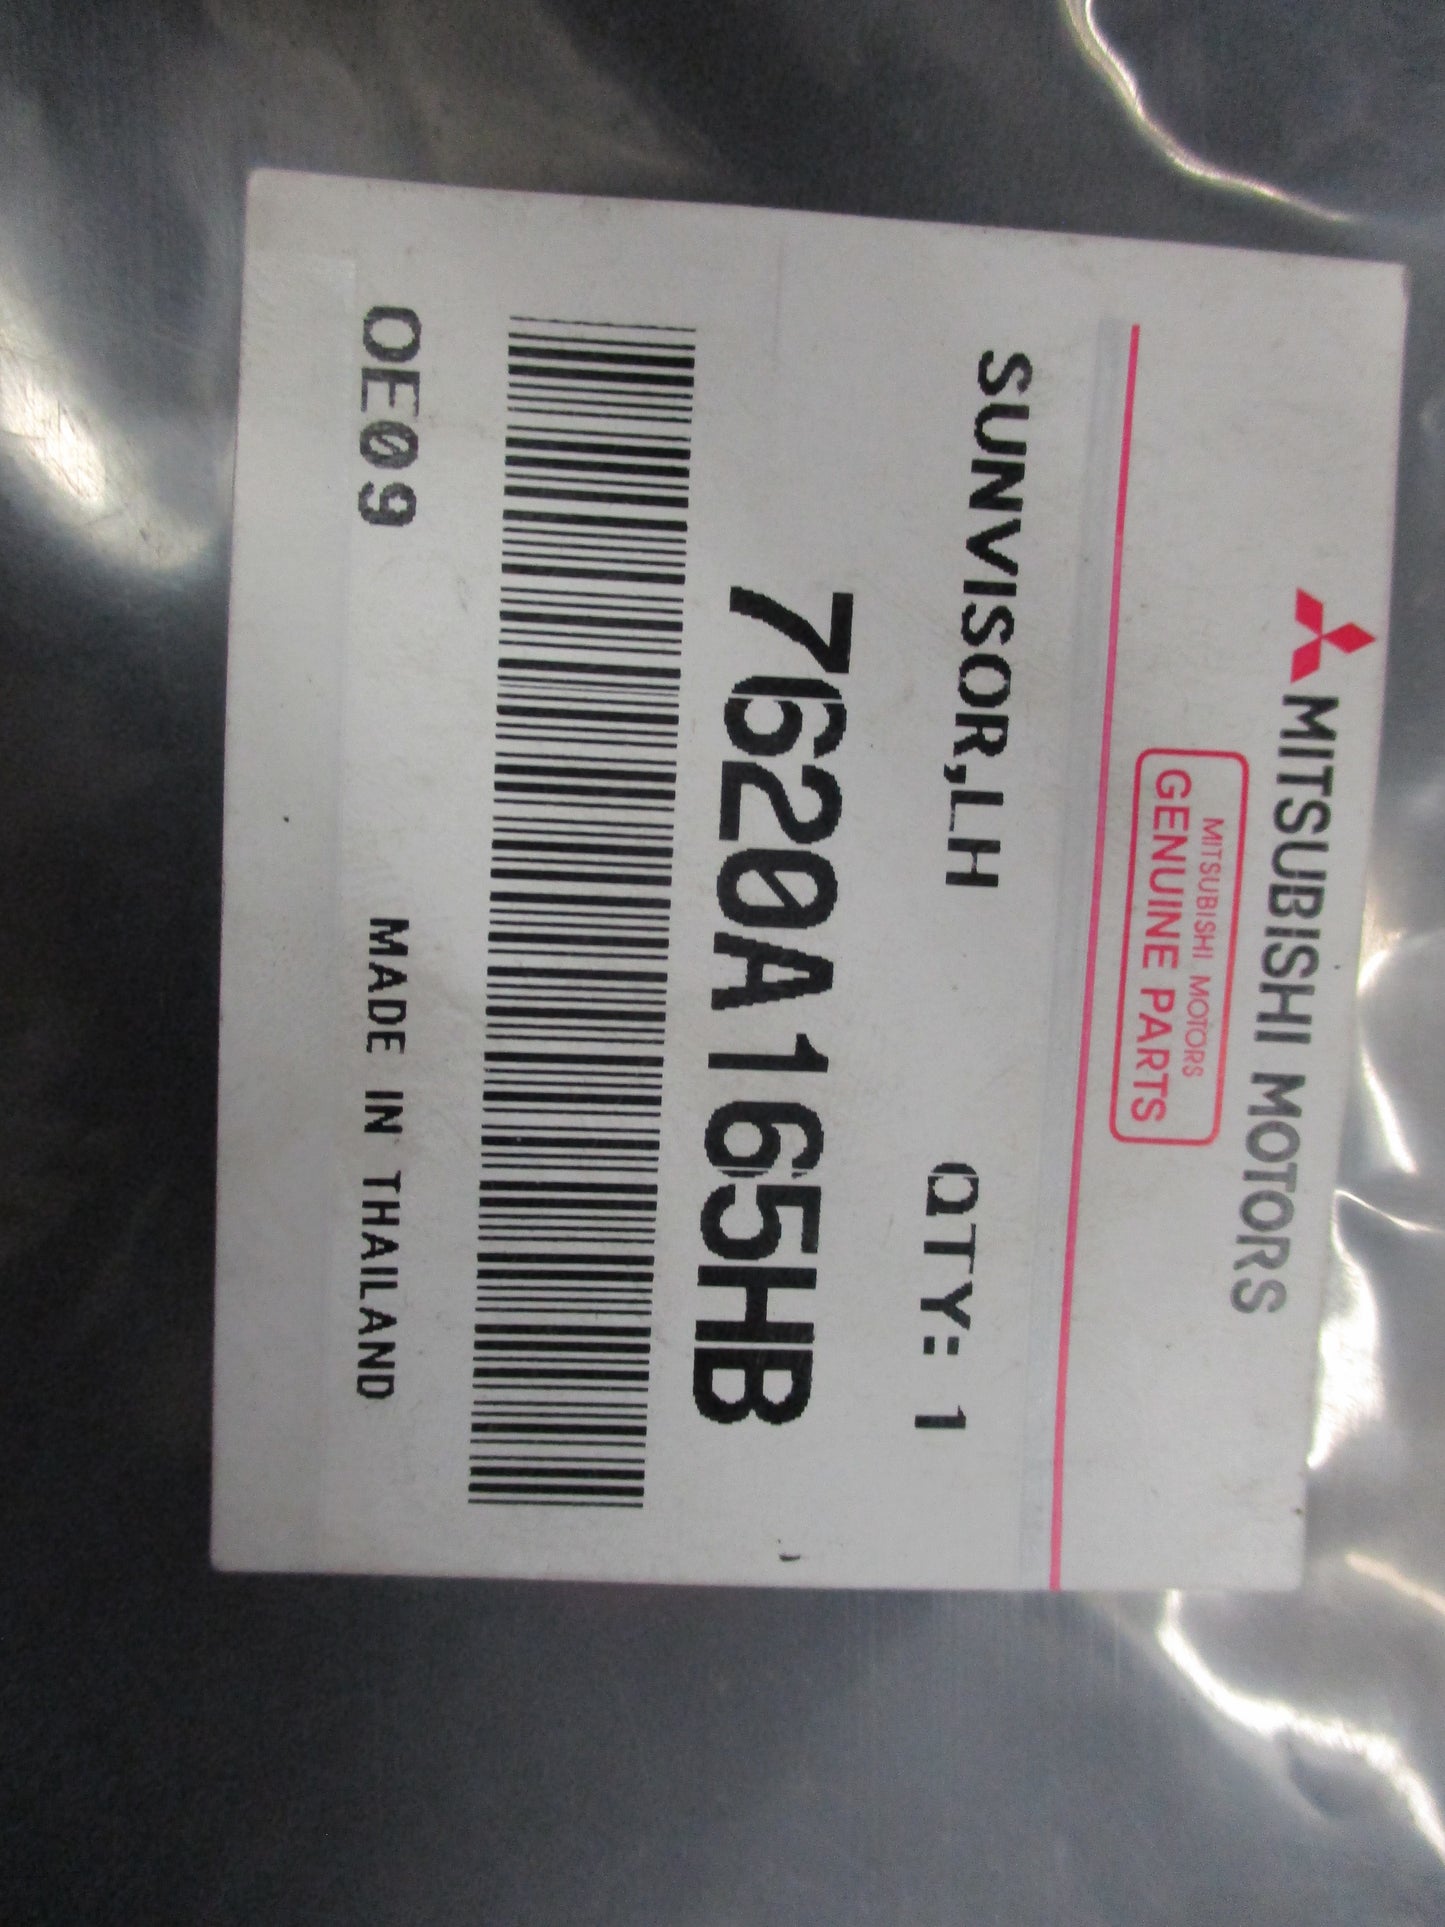 MITSUBISHI MOTORS
MITSUBISHI MOTORS
GENUINE PARTS
SUNVISOR,LH QTY: 1
7620A165HB
OE09 MADE IN THAILAND